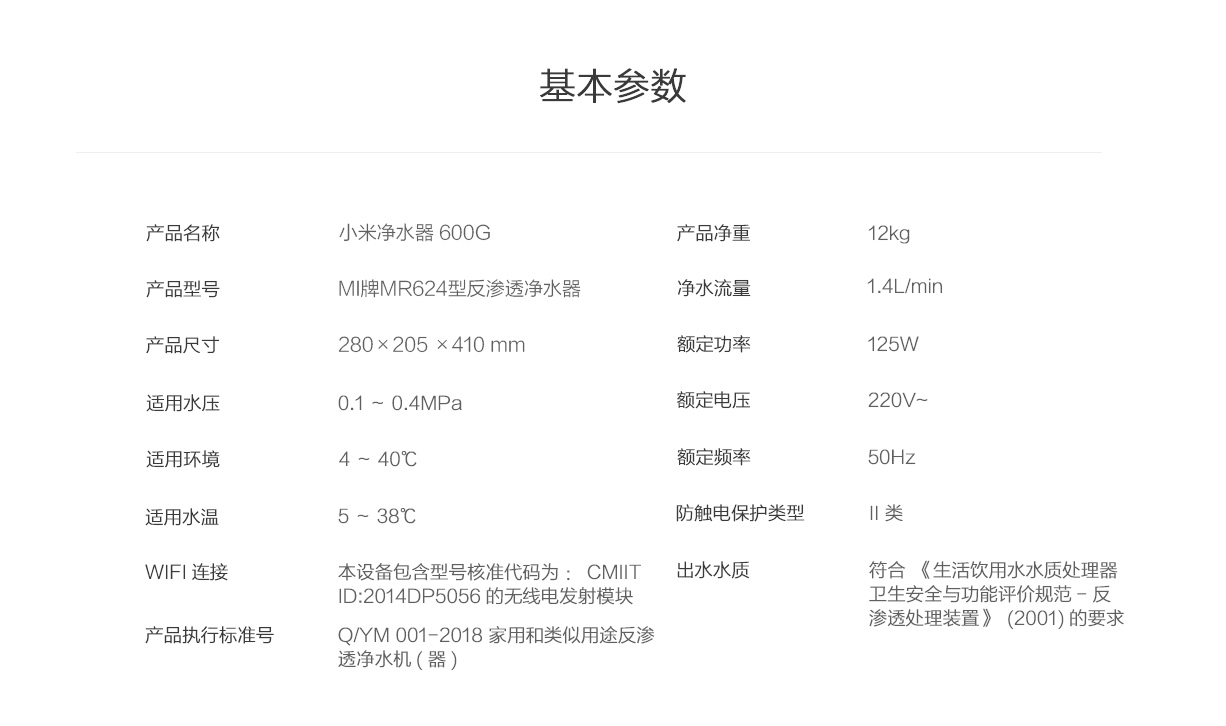 基本参数
产品名称 小米净水器 600G 产品净重 12kg
产品型号 MI牌MR624型反渗透净水器 净水流量 1.4L/min
产品尺寸 280×205 ×410 mm 额定功率 125W
适用水压 0.1 ~ 0.4MPa 额定电压 220V~
适用环境 4 ~ 40℃ 额定频率 50Hz
适用水温 5 ~ 38℃ 防触电保护类型 II 类
WIFI 连接 本设备包含型号核准代码为： CMIIT
ID:2014DP5056 的无线电发射模块
出水水质 符合 《生活饮用水水质处理器
卫生安全与功能评价规范 – 反
渗透处理装置》 (2001) 的要求
产品执行标准号 Q/YM 001-2018 家用和类似用途反渗
透净水机 ( 器 )